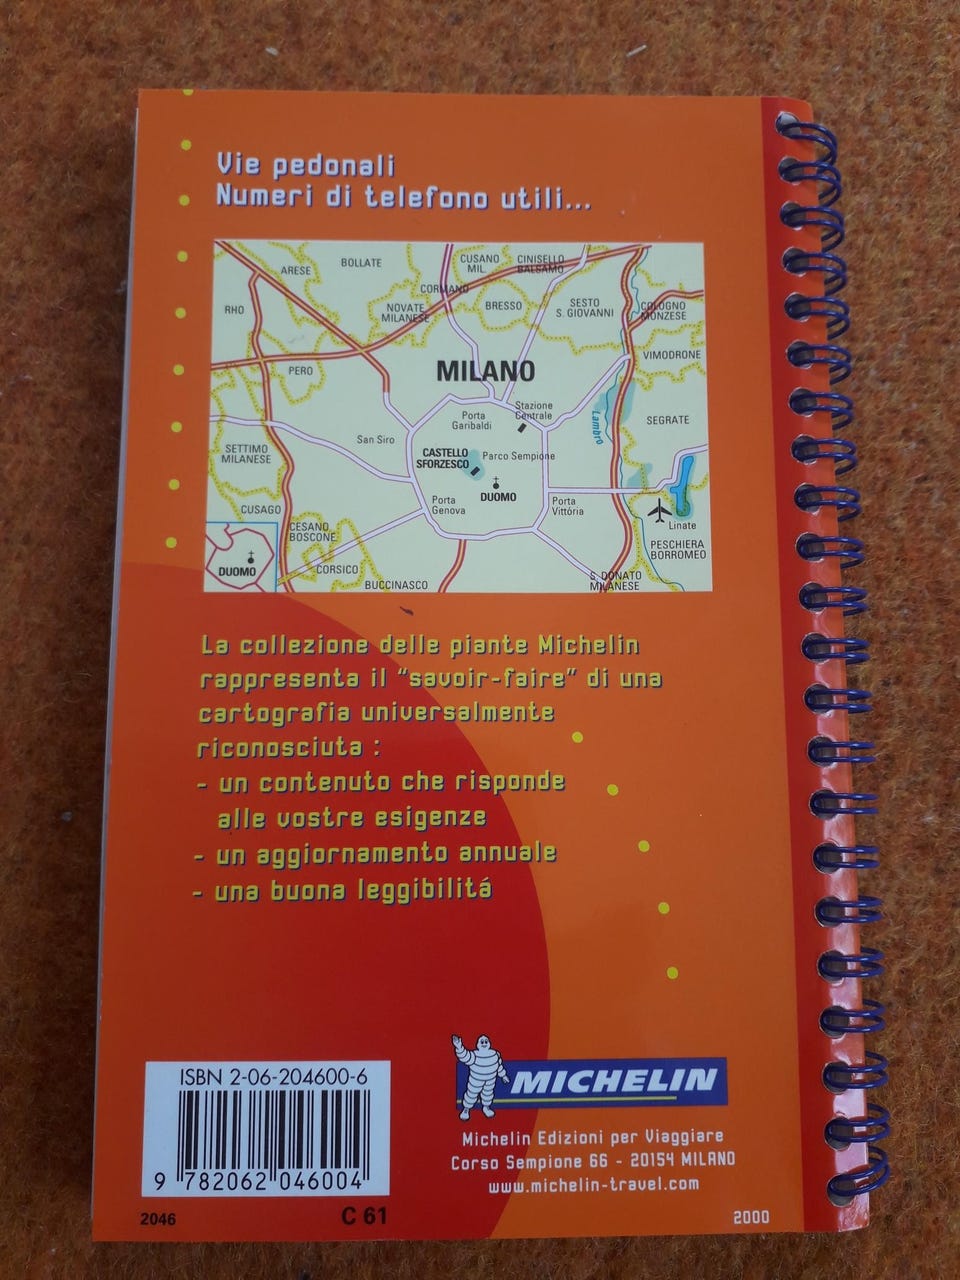 Vie pedonali
Numeri di telefono utili...
ARESE
BOLLATE
CUSANO
MIL.
CINISELLO
BALSAMO
CORMANO
RHO
NOVATE
MILANESE
BRESSO
SESTO
S. GIOVANNI
COLOGNO
MONZESE
PERO
MILANO
VIMODRONE
Porta
Garibaldi
Stazione
Centrale
Lambro
SEGRATE
San Siro
SETTIMO
MILANESE
CASTELLO
SFORZESCO
Parco Sempione
DUOMO
CUSAGO
Porta
Genova
Porta
Vittória
Linate
CESANO
BOSCONE
PESCHIERA
BORROMEO
DUOMO
CORSICO
BUCCINASCO
S. DONATO
MILANESE
La collezione delle piante Michelin
rappresenta il “savoir-faire” di una
cartografia universalmente
riconosciuta :
- un contenuto che risponde
alle vostre esigenze
- un aggiornamento annuale
- una buona leggibilitá
ISBN 2-06-204600-6
9 782062 046004
MICHELIN
Michelin Edizioni per Viaggiare
Corso Sempione 66 - 20154 MILANO
www.michelin-travel.com
2046
C 61
2000